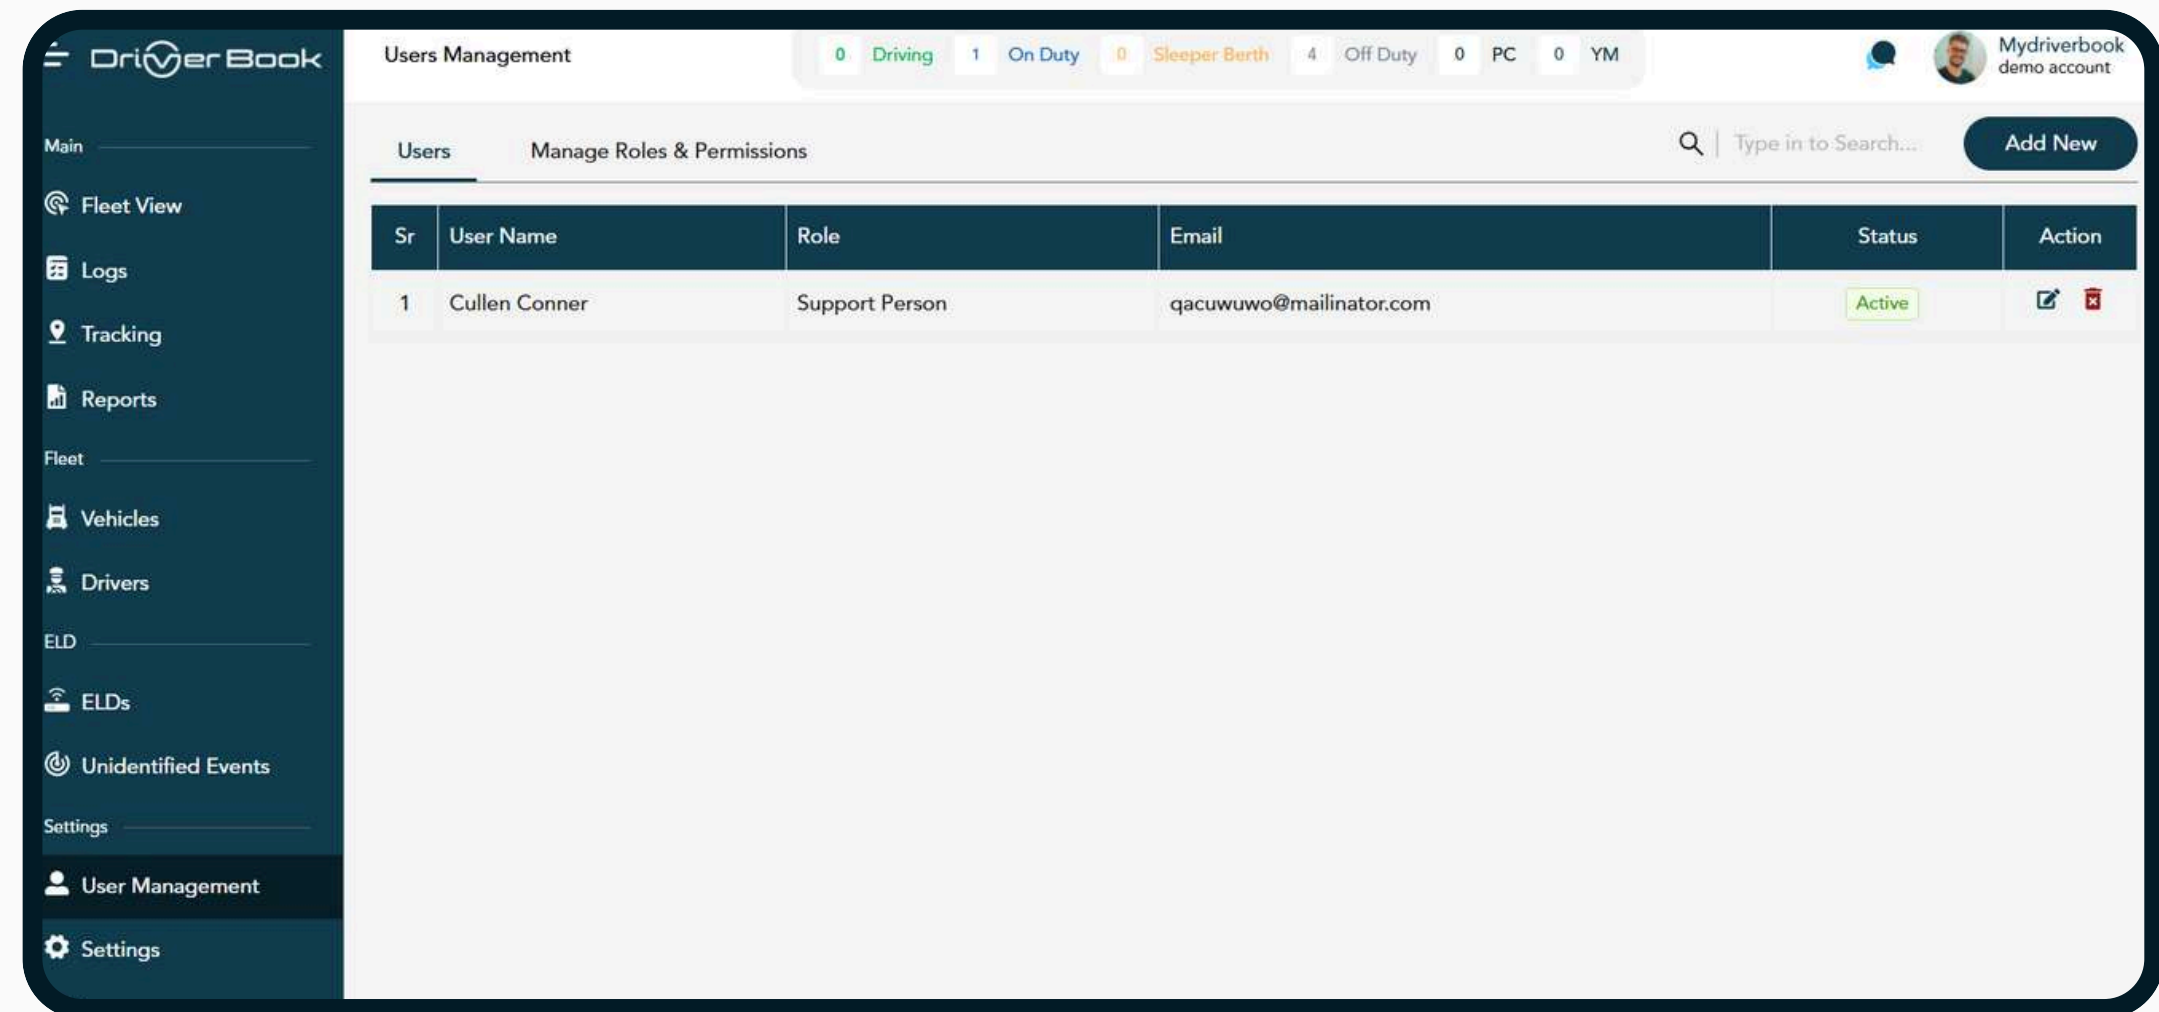 DriverBook
Users Management
0 Driving 1 On Duty 0 Sleeper Berth 4 Off Duty 0 PC 0 YM
Mydriverbook
demo account
Main
Fleet View
Logs
Tracking
Reports
Fleet
Vehicles
Drivers
ELD
ELDs
Unidentified Events
Settings
User Management
Settings
Users Manage Roles & Permissions
Type in to Search...
Add New
Sr User Name Role Email Status Action
1 Cullen Conner Support Person qacuwuwo@mailinator.com Active